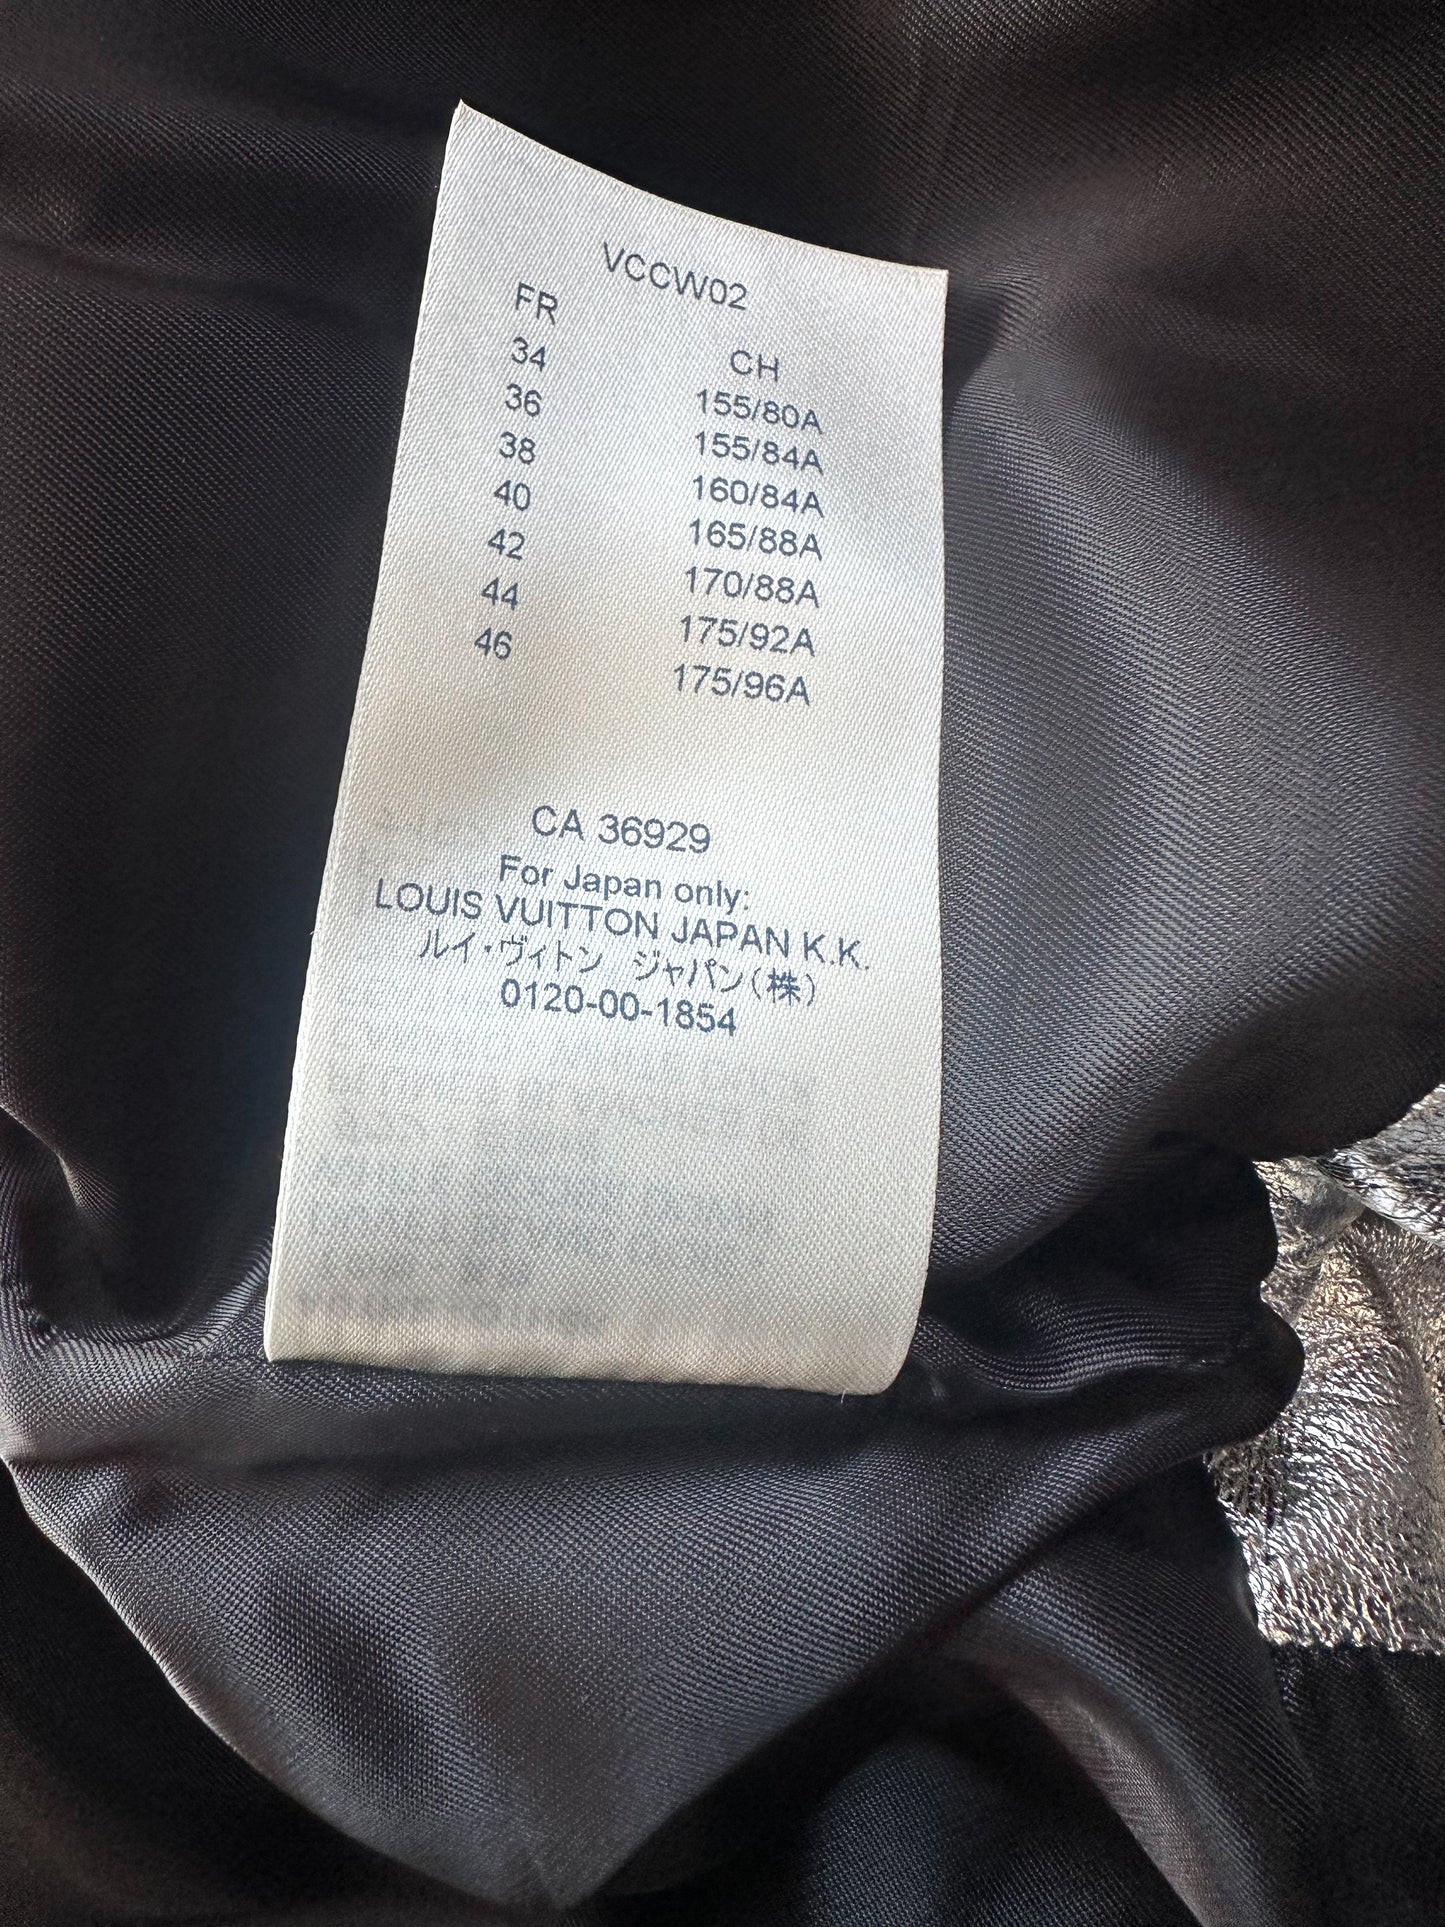 VCCW02
FR CH
34 155/80A
36 155/84A
38 160/84A
40 165/88A
42 170/88A
44 175/92A
46 175/96A
CA 36929
For Japan only:
LOUIS VUITTON JAPAN K.K.
ルイ・ヴィトン ジャパン(株)
0120-00-1854